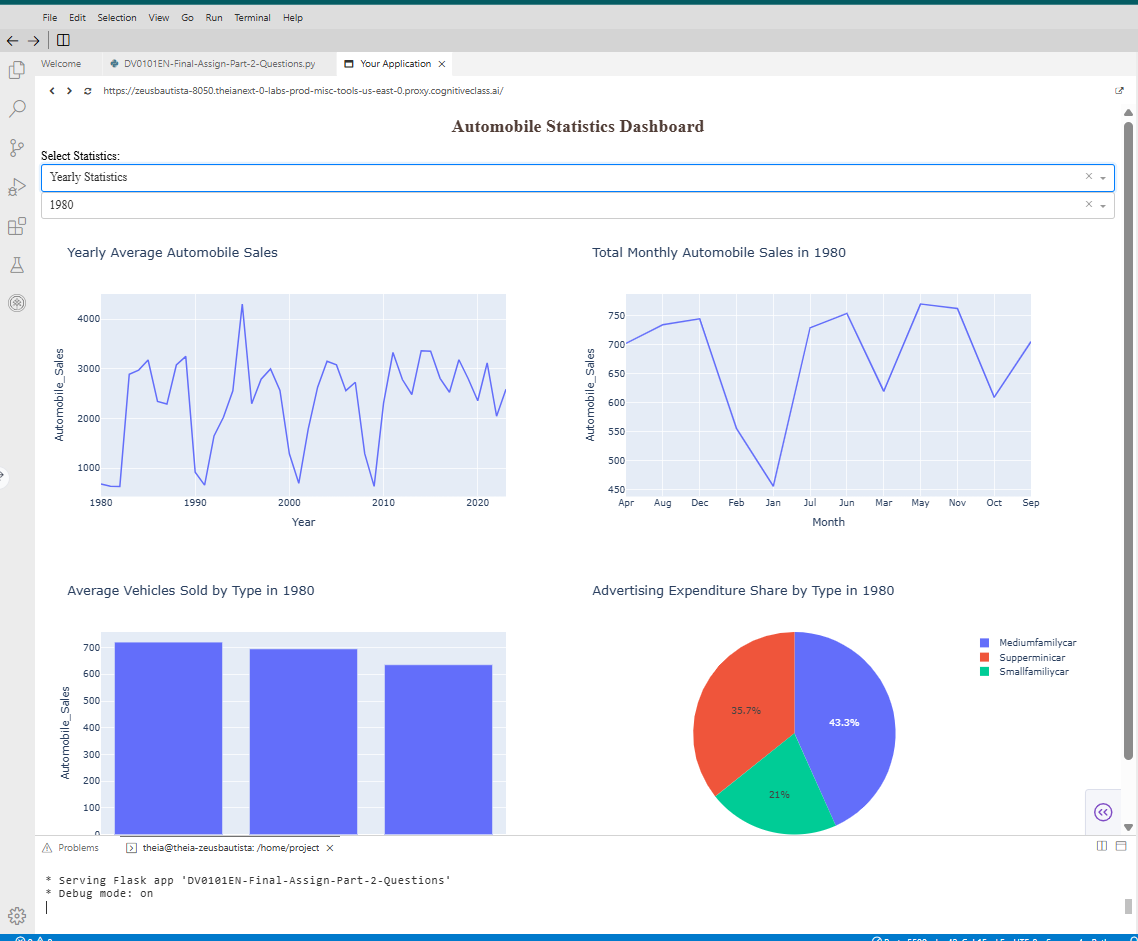 File Edit Selection View Go Run Terminal Help
Welcome DV0101EN-Final-Assign-Part-2-Questions.py Your Application
https://zeusbautista-8050.theianext-0-labs-prod-misc-tools-us-east-0.proxy.cognitiveclass.ai/
Automobile Statistics Dashboard
Select Statistics:
Yearly Statistics
1980
Yearly Average Automobile Sales
4000
3000
2000
1000
Automobile_Sales
1980 1990 2000 2010 2020
Year
Total Monthly Automobile Sales in 1980
750
700
650
600
550
500
450
Automobile_Sales
Apr Aug Dec Feb Jan Jul Jun Mar May Nov Oct Sep
Month
Average Vehicles Sold by Type in 1980
700
600
500
400
300
200
100
0
Automobile_Sales
Advertising Expenditure Share by Type in 1980
43.3%
35.7%
21%
Mediumfamilycar
Supperminicar
Smallfamiliycar
Problems theia@theia-zeusbautista: /home/project
* Serving Flask app 'DV0101EN-Final-Assign-Part-2-Questions'
* Debug mode: on